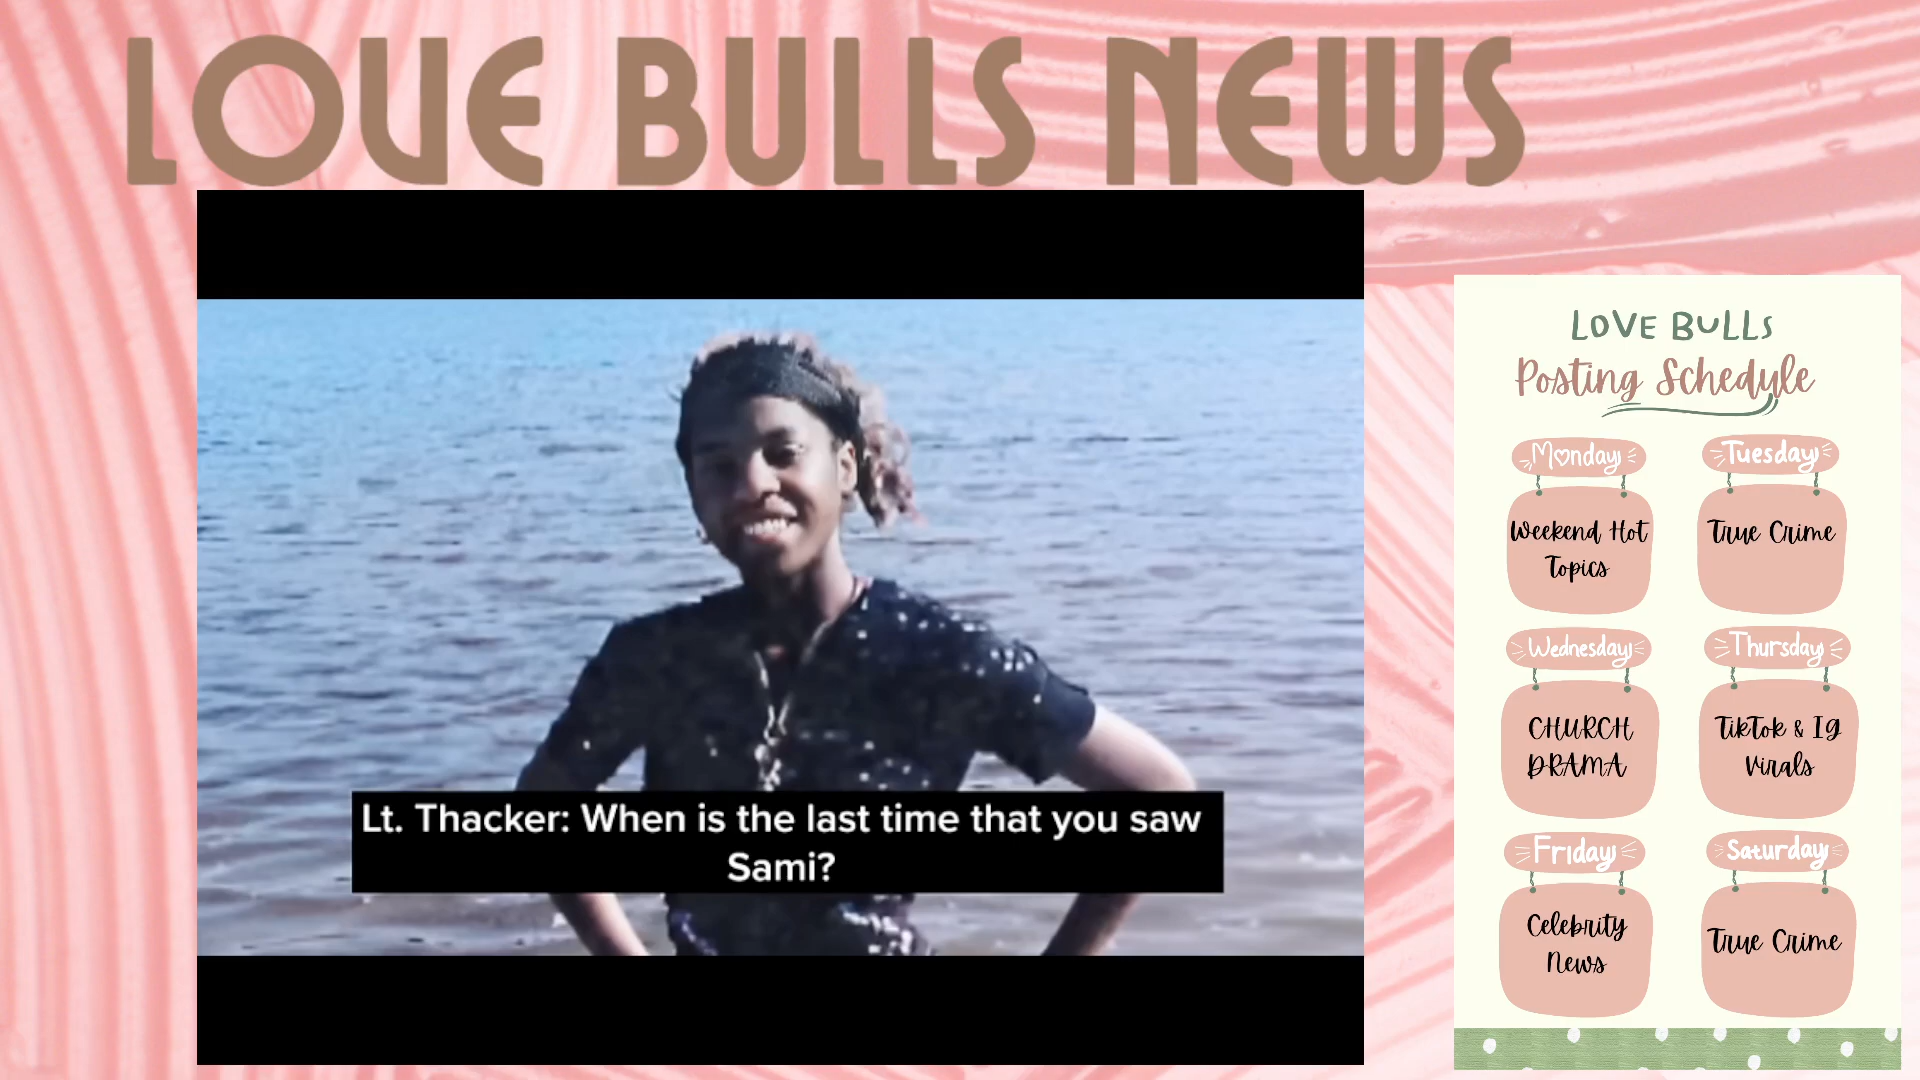 LOVE BULLS NEWS
Lt. Thacker: When is the last time that you saw
Sami?
LOVE BULLS
Posting Schedule
Monday
Weekend Hot
Topics
Tuesday
True Crime
Wednesday
CHURCH
DRAMA
Thursday
TikTok & Ig
Virals
Friday
Celebrity
News
Saturday
True Crime